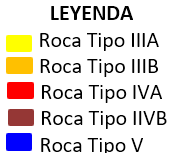 LEYENDA
Roca Tipo IIIA
Roca Tipo IIIB
Roca Tipo IVA
Roca Tipo IIVB
Roca Tipo V